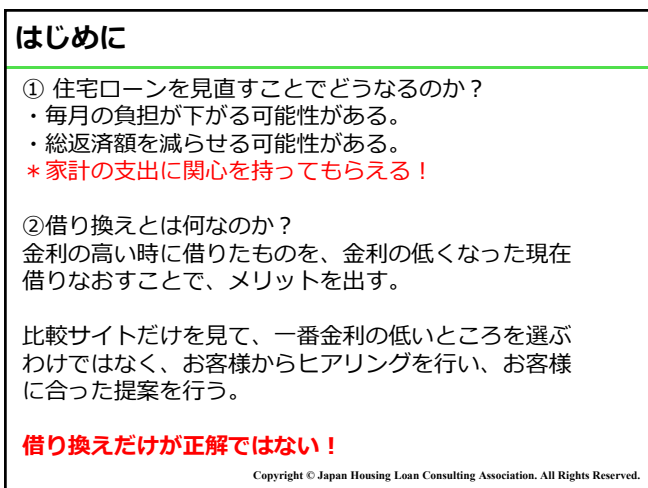 はじめに
① 住宅ローンを見直すことでどうなるのか？
・毎月の負担が下がる可能性がある。
・総返済額を減らせる可能性がある。
＊家計の支出に関心を持ってもらえる！
②借り換えとは何なのか？
金利の高い時に借りたものを、金利の低くなった現在
借りなおすことで、メリットを出す。
比較サイトだけを見て、一番金利の低いところを選ぶ
わけではなく、お客様からヒアリングを行い、お客様
に合った提案を行う。
借り換えだけが正解ではない！
Copyright © Japan Housing Loan Consulting Association. All Rights Reserved.